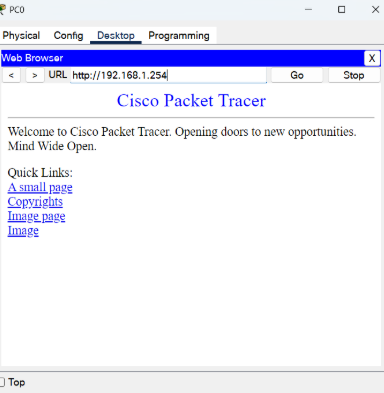 PC0
Physical Config Desktop Programming
Web Browser X
< > URL http://192.168.1.254 Go Stop
Cisco Packet Tracer
Welcome to Cisco Packet Tracer. Opening doors to new opportunities.
Mind Wide Open.
Quick Links:
A small page
Copyrights
Image page
Image
Top